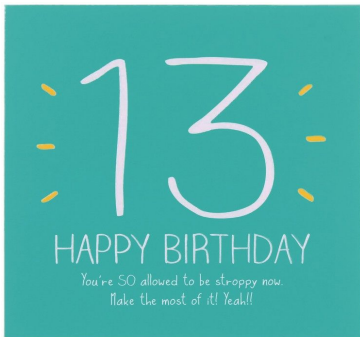 13
HAPPY BIRTHDAY
You're SO allowed to be stroppy now.
Make the most of it! Yeah!!